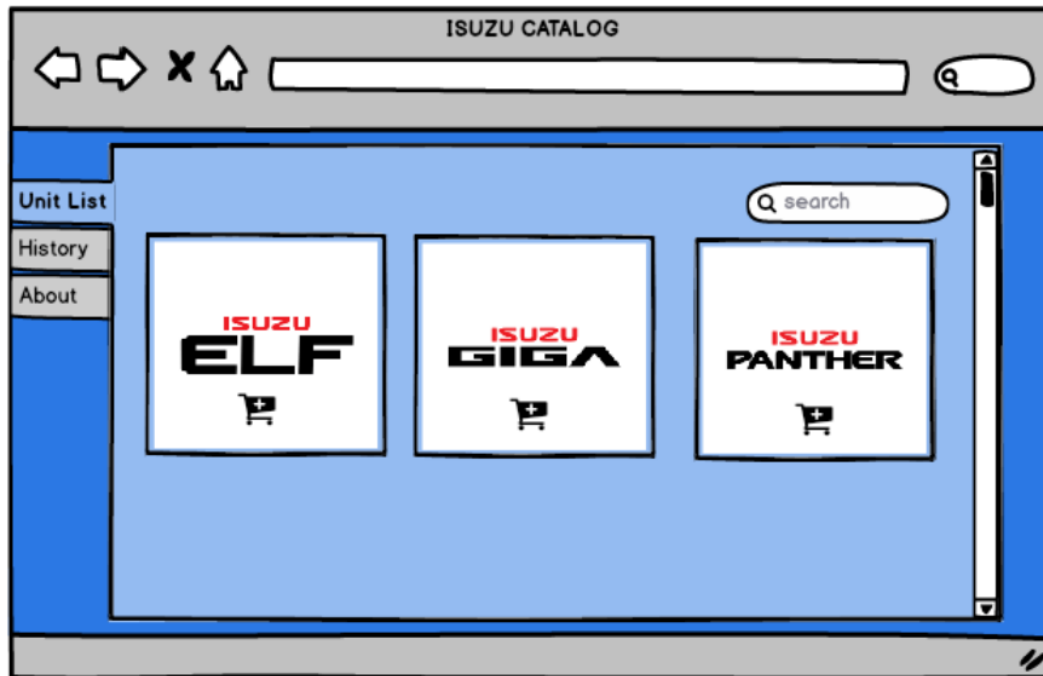 ISUZU CATALOG
Unit List
History
About
search
ISUZU
ELF
ISUZU
GIGA
ISUZU
PANTHER